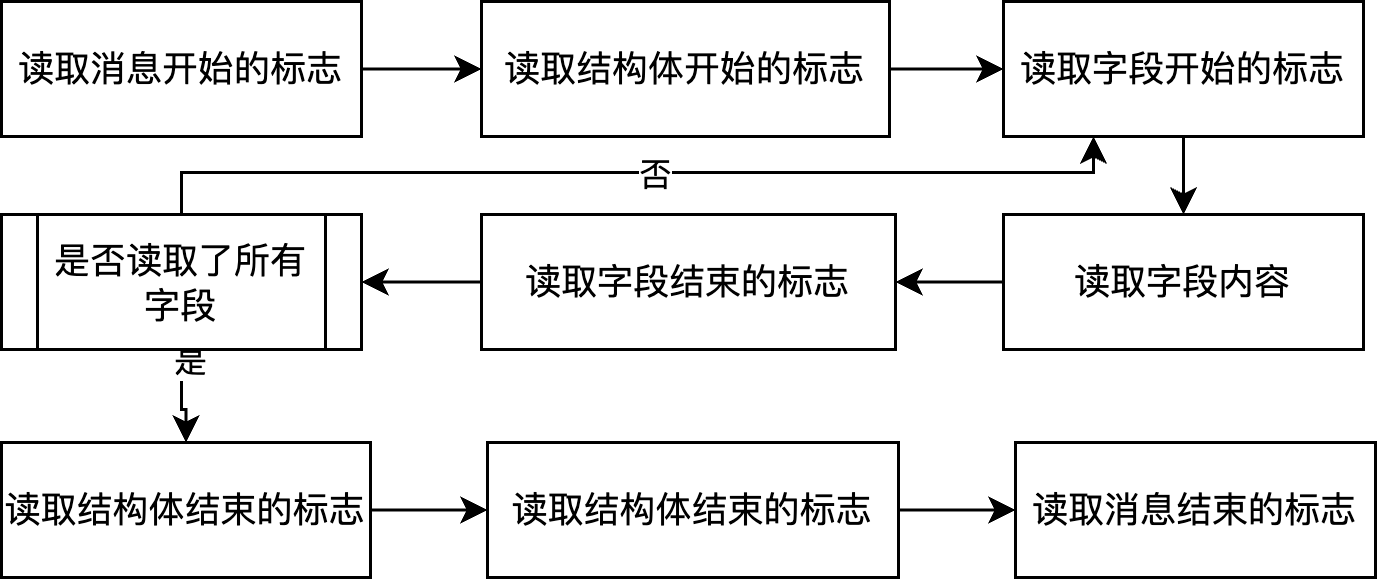 读取消息开始的标志
读取结构体开始的标志
读取字段开始的标志
否
是否读取了所有
字段
读取字段结束的标志
读取字段内容
是
读取结构体结束的标志
读取结构体结束的标志
读取消息结束的标志